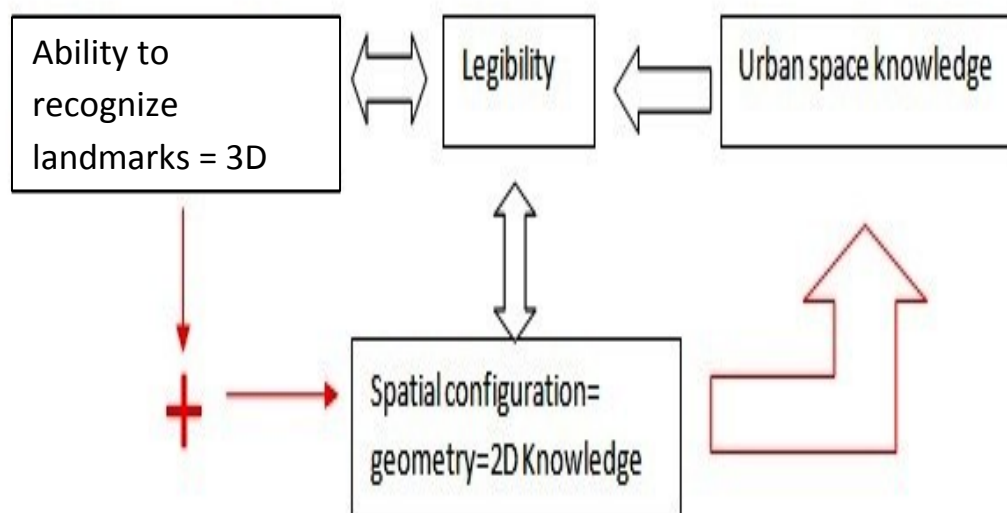 Ability to
recognize
landmarks = 3D
Legibility
Urban space knowledge
+
Spatial configuration=
geometry=2D Knowledge